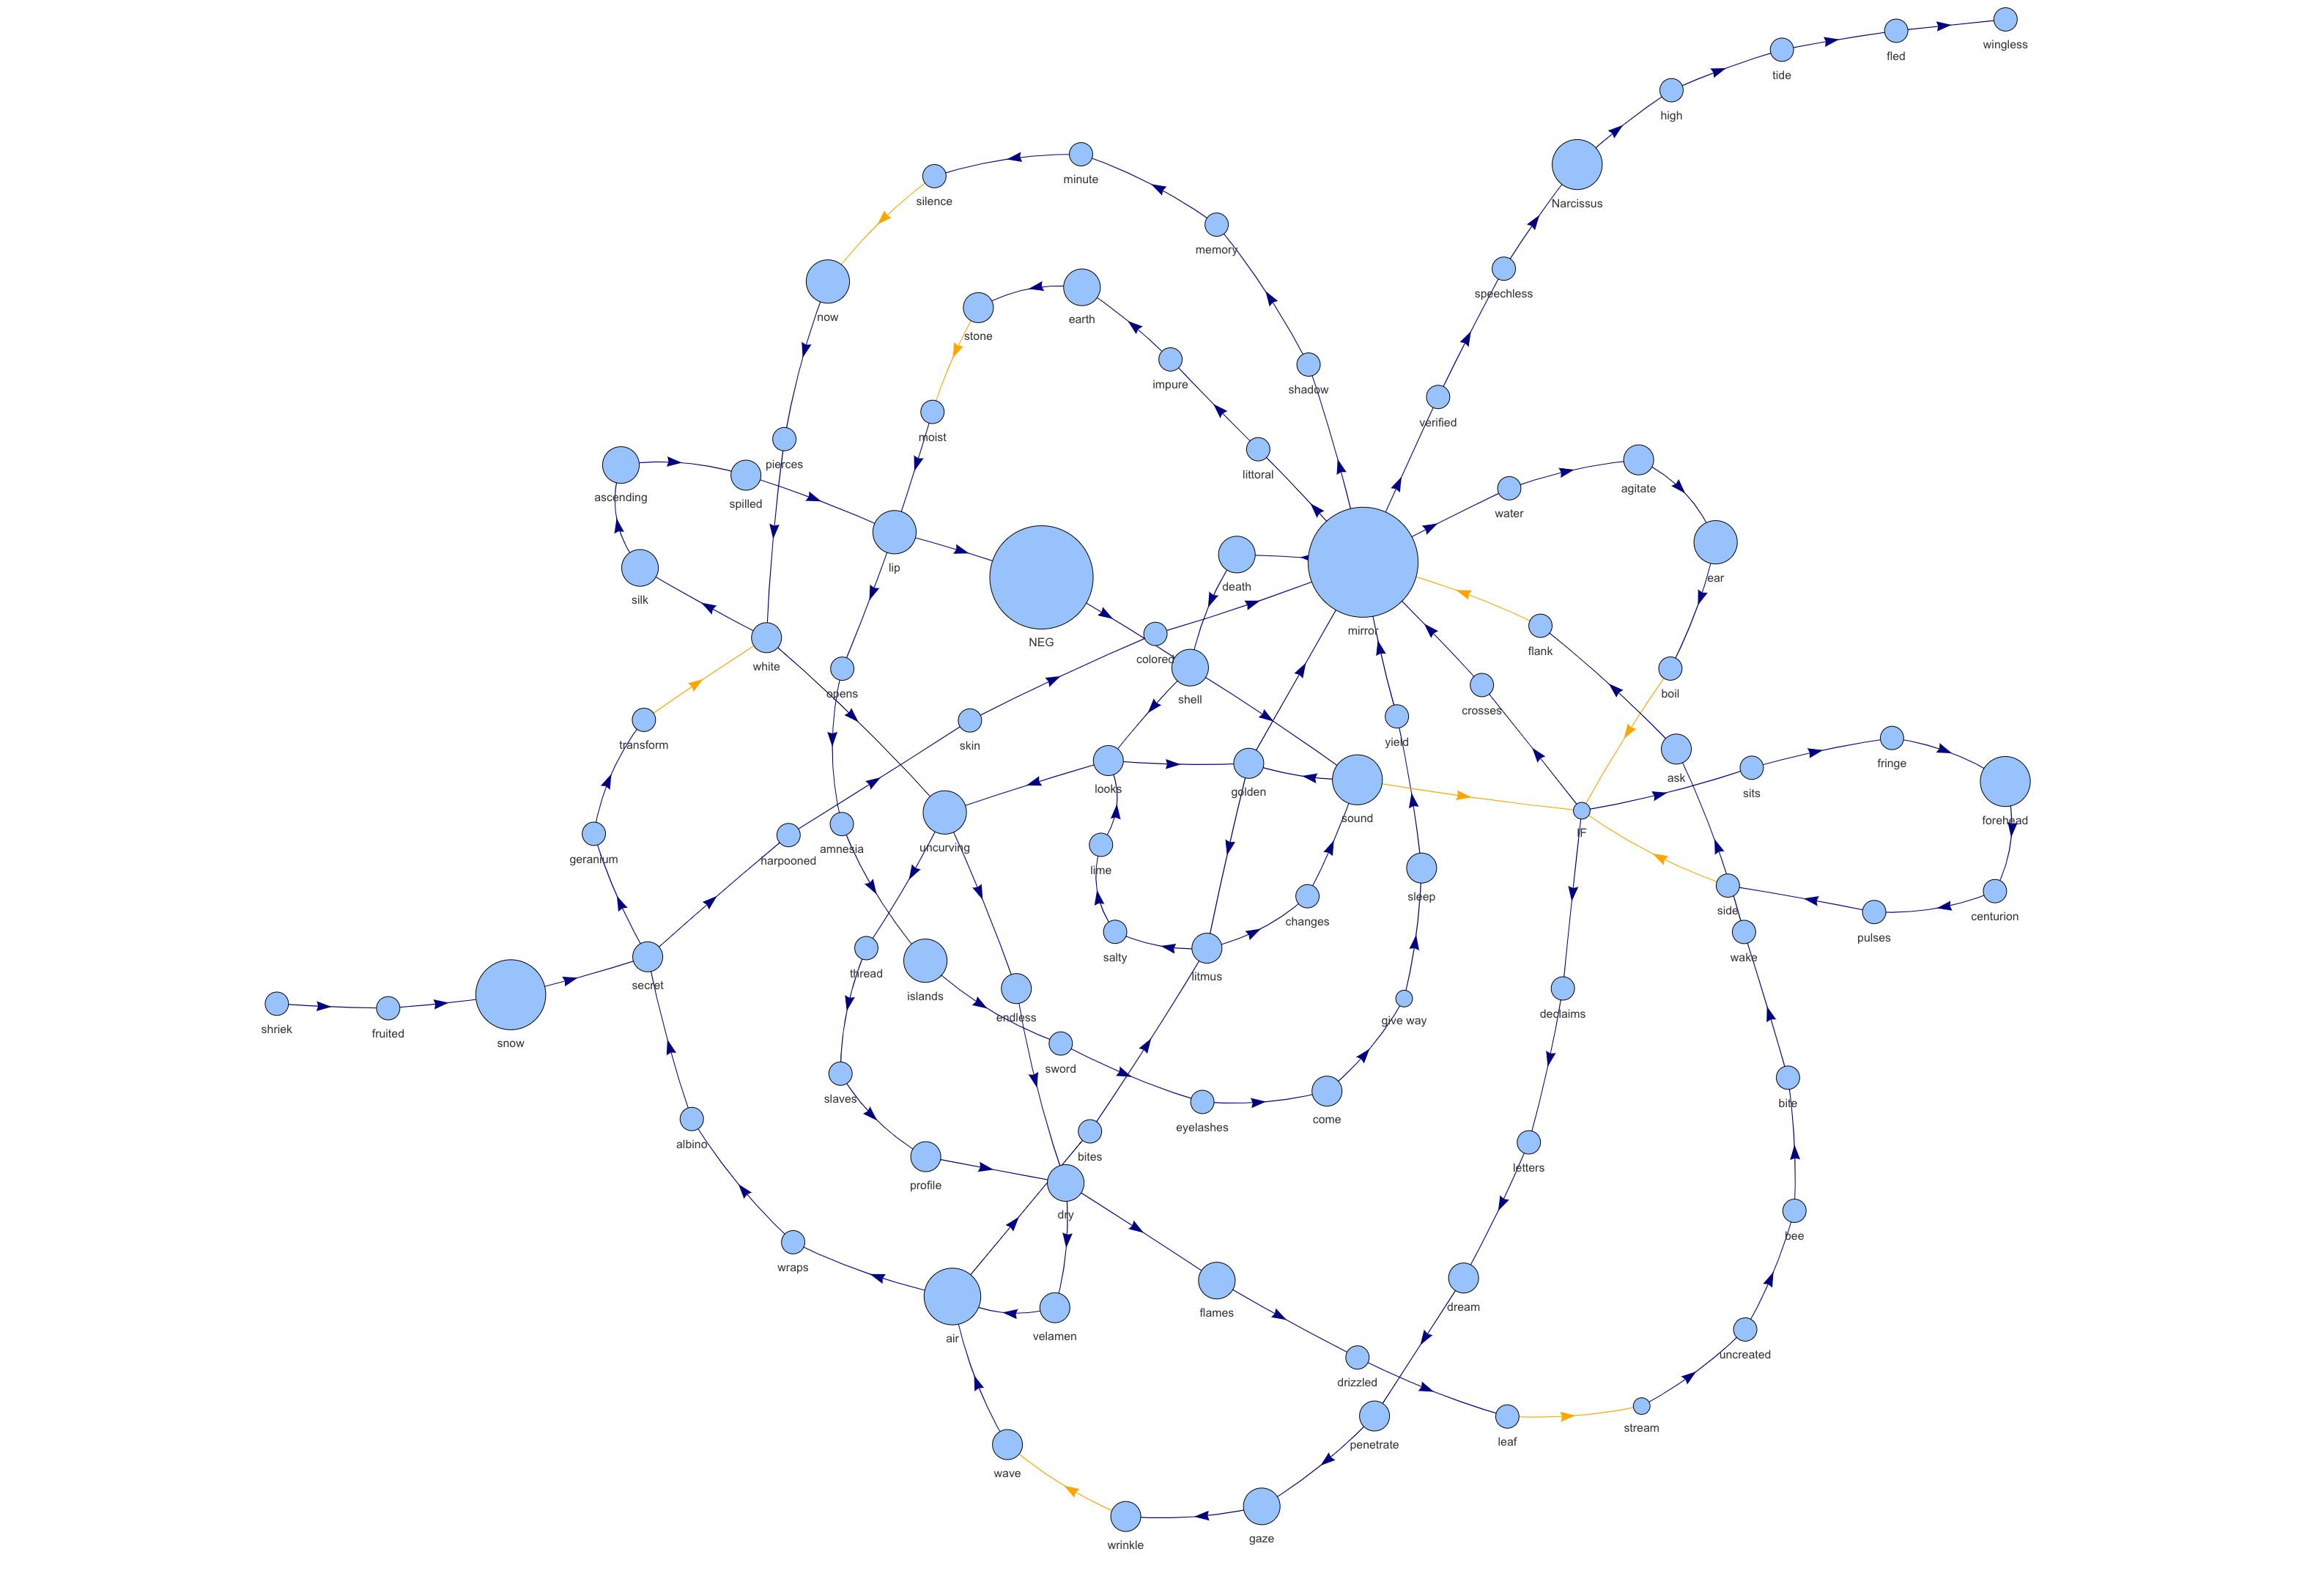 wingless
fled
tide
high
minute
silence
Narcissus
memory
speechless
now
earth
stone
impure
shadow
verified
moist
pierces
littoral
agitate
ascending
spilled
water
lip
ear
death
silk
mirror
NEG
flank
colored
white
shell
opens
boil
crosses
yield
transform
skin
fringe
ask
looks
golden
sits
sound
forehead
IF
uncurving
amnesia
geranium
harpooned
lime
sleep
side
centurion
changes
pulses
salty
wake
thread
litmus
secret
islands
declaims
endless
give way
shriek
fruited
snow
sword
slaves
bite
come
eyelashes
albino
bites
letters
profile
dry
bee
wraps
dream
flames
velamen
air
uncreated
drizzled
stream
leaf
penetrate
wave
gaze
wrinkle